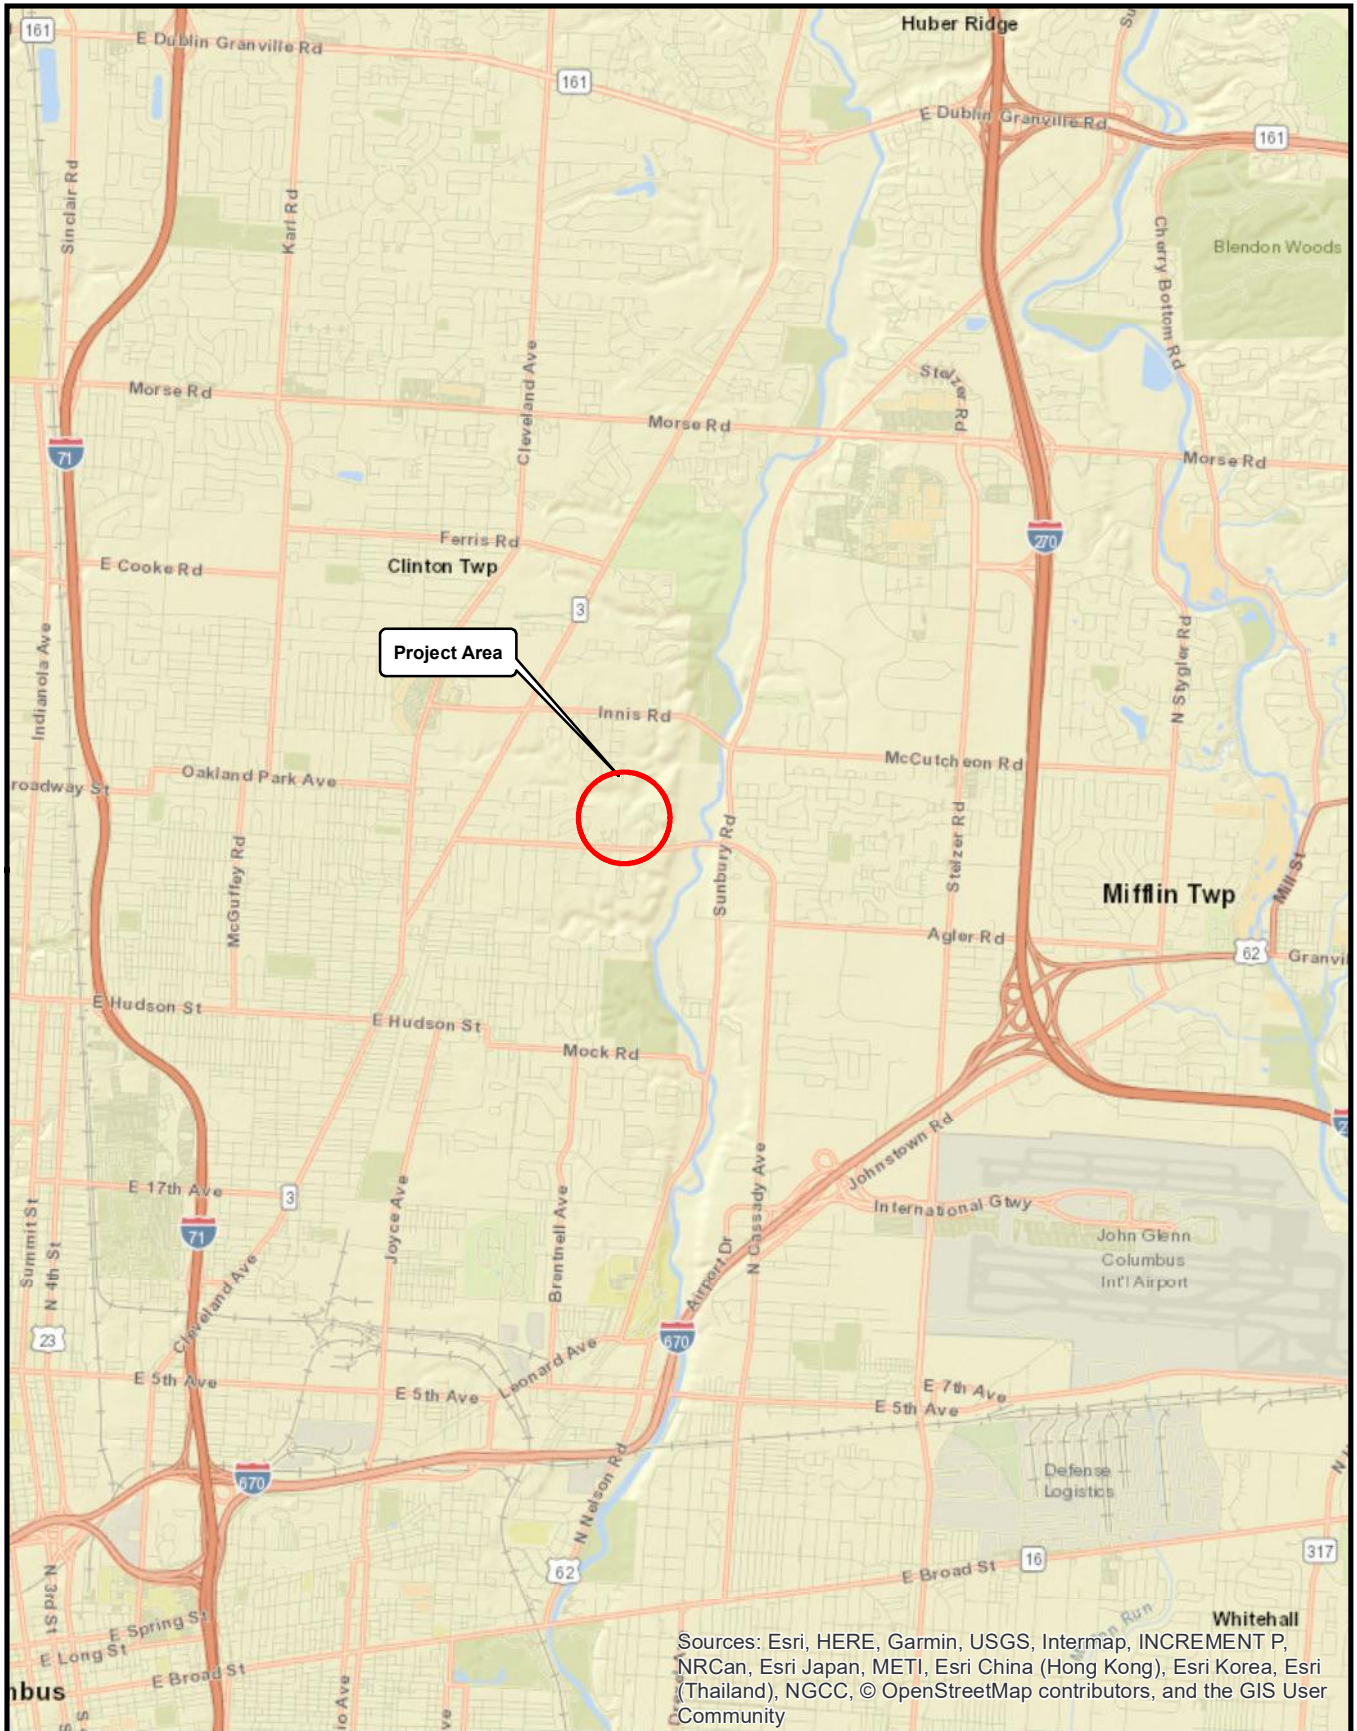 Huber Ridge
161
E Dublin Granville Rd
161
E Dublin Granville Rd
161
Sinclair Rd
Karl Rd
Cherry Bottom Rd
Blendon Woods
Cleveland Ave
Stelzer Rd
Morse Rd
Morse Rd
Morse Rd
71
270
Ferris Rd
E Cooke Rd
Clinton Twp
3
Project Area
Indianola Ave
N Stygler Rd
Innis Rd
McCutcheon Rd
Oakland Park Ave
roadway St
McGuffey Rd
Sunbury Rd
Stelzer Rd
Mill St
Mifflin Twp
Agler Rd
62
Granvil
E Hudson St
E Hudson St
Mock Rd
Johnstown Rd
E 17th Ave
3
Joyce Ave
Brentnell Ave
N Cassady Ave
International Gtwy
71
Summit St
N 4th St
John Glenn
Columbus
Int'l Airport
Airport Dr
Cleveland Ave
23
670
Leonard Ave
E 5th Ave
E 5th Ave
E 7th Ave
E 5th Ave
670
N Nelson Rd
Defense
Logistics
62
16
317
E Broad St
N 3rd St
E Spring St
E Long St
E Broad St
Whitehall
Run
nbus
io Ave
ve
Sources: Esri, HERE, Garmin, USGS, Intermap, INCREMENT P,
NRCan, Esri Japan, METI, Esri China (Hong Kong), Esri Korea, Esri
(Thailand), NGCC, © OpenStreetMap contributors, and the GIS User
Community